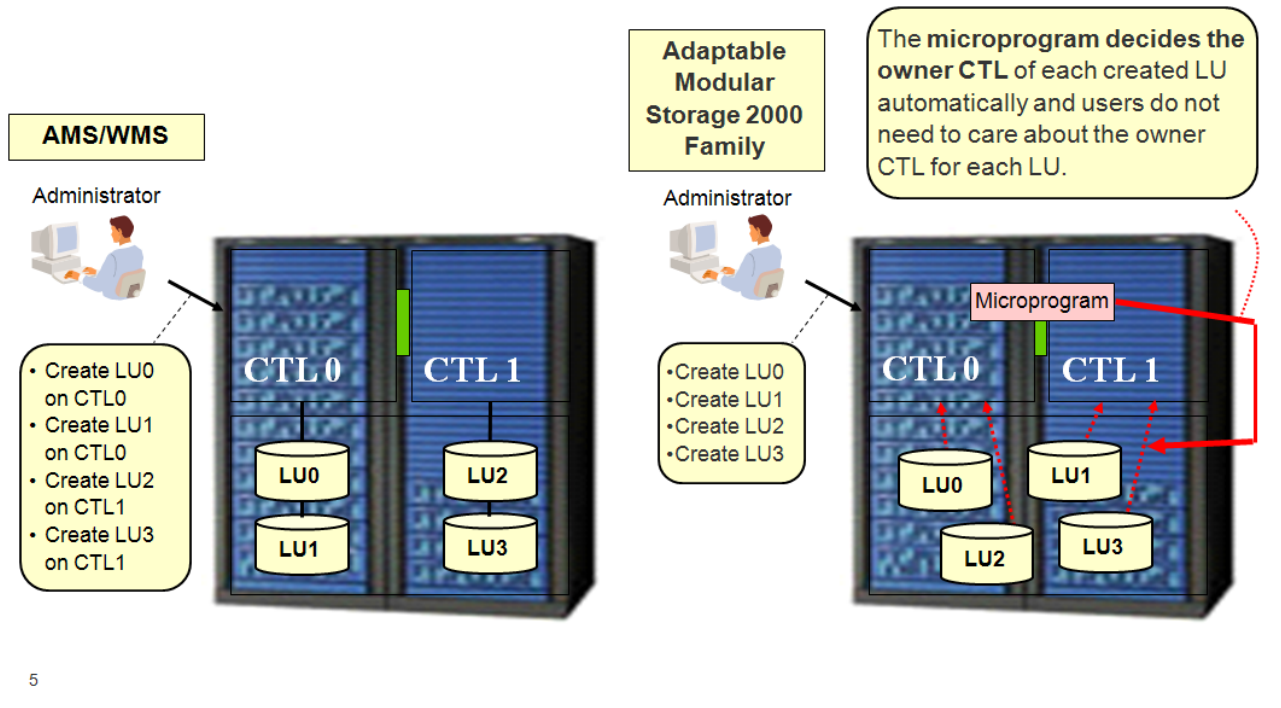 AMS/WMS
Administrator
• Create LU0
on CTL0
• Create LU1
on CTL0
• Create LU2
on CTL1
• Create LU3
on CTL1
CTL 0
CTL 1
LU0
LU2
LU1
LU3
Adaptable
Modular
Storage 2000
Family
The microprogram decides the
owner CTL of each created LU
automatically and users do not
need to care about the owner
CTL for each LU.
Administrator
•Create LU0
•Create LU1
•Create LU2
•Create LU3
Microprogram
CTL 0
CTL 1
LU0
LU1
LU2
LU3
5